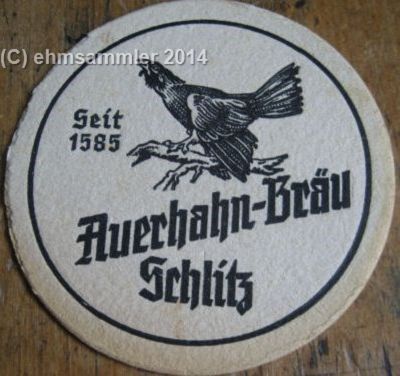 (C) ehmsammler 2014
Seit
1585
Auerhahn-Bräu
Schlitz